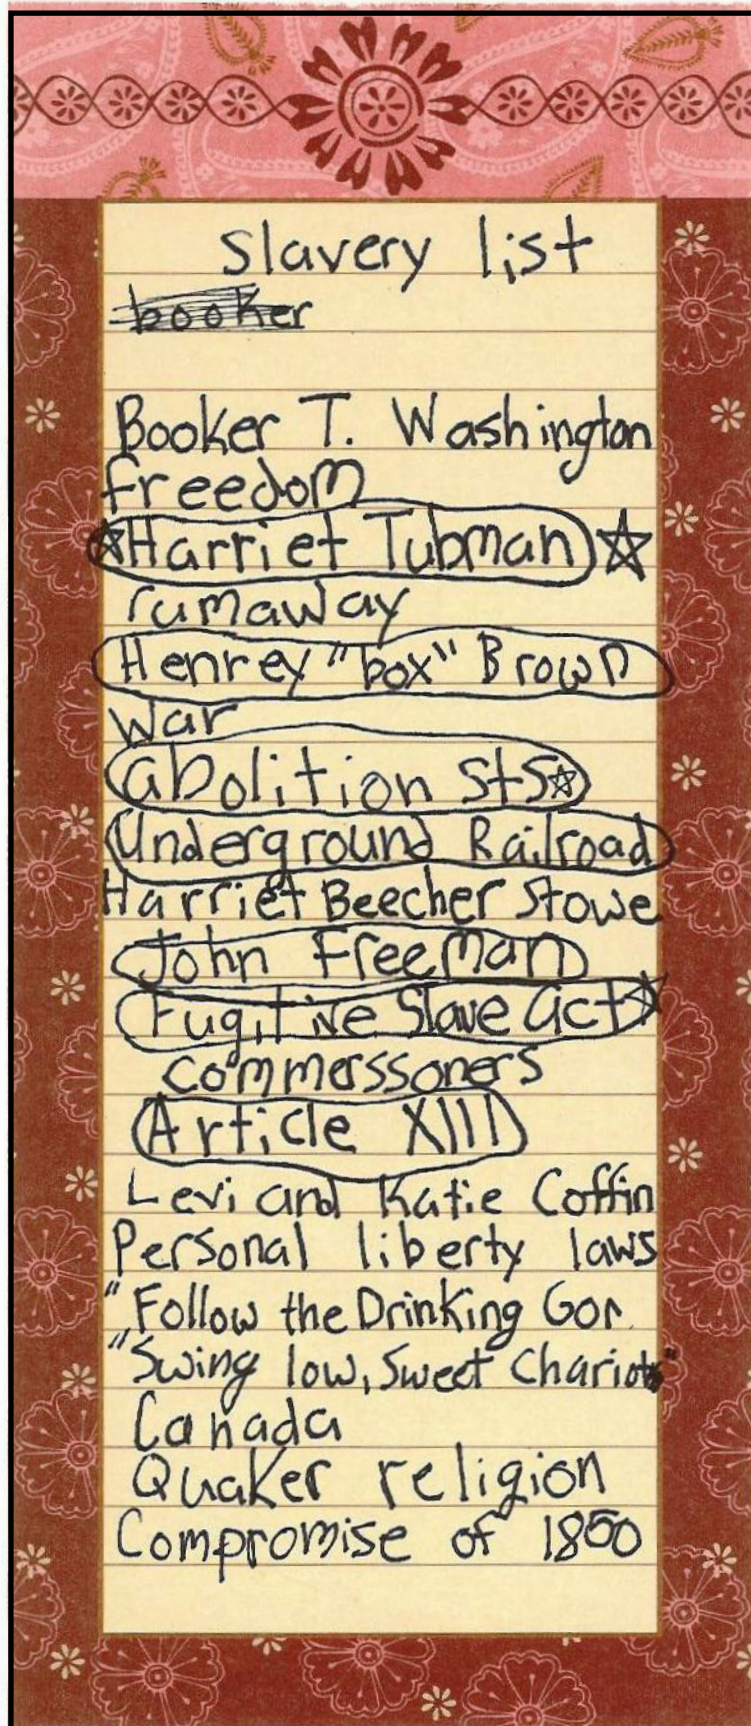 slavery list
booker
Booker T. Washington
freedom
Harriet Tubman
rumaway
Henrey "box" Brown
War
abolition sts
Underground Railroad
Harriet Beecher Stowe
John Freeman
Fugitive Slave act
commerssoners
Article XIII
Levi and Katie Coffin
Personal liberty laws
"Follow the Drinking Gor
"Swing low, Sweet Chariot"
Canada
Quaker religion
Compromise of 1850